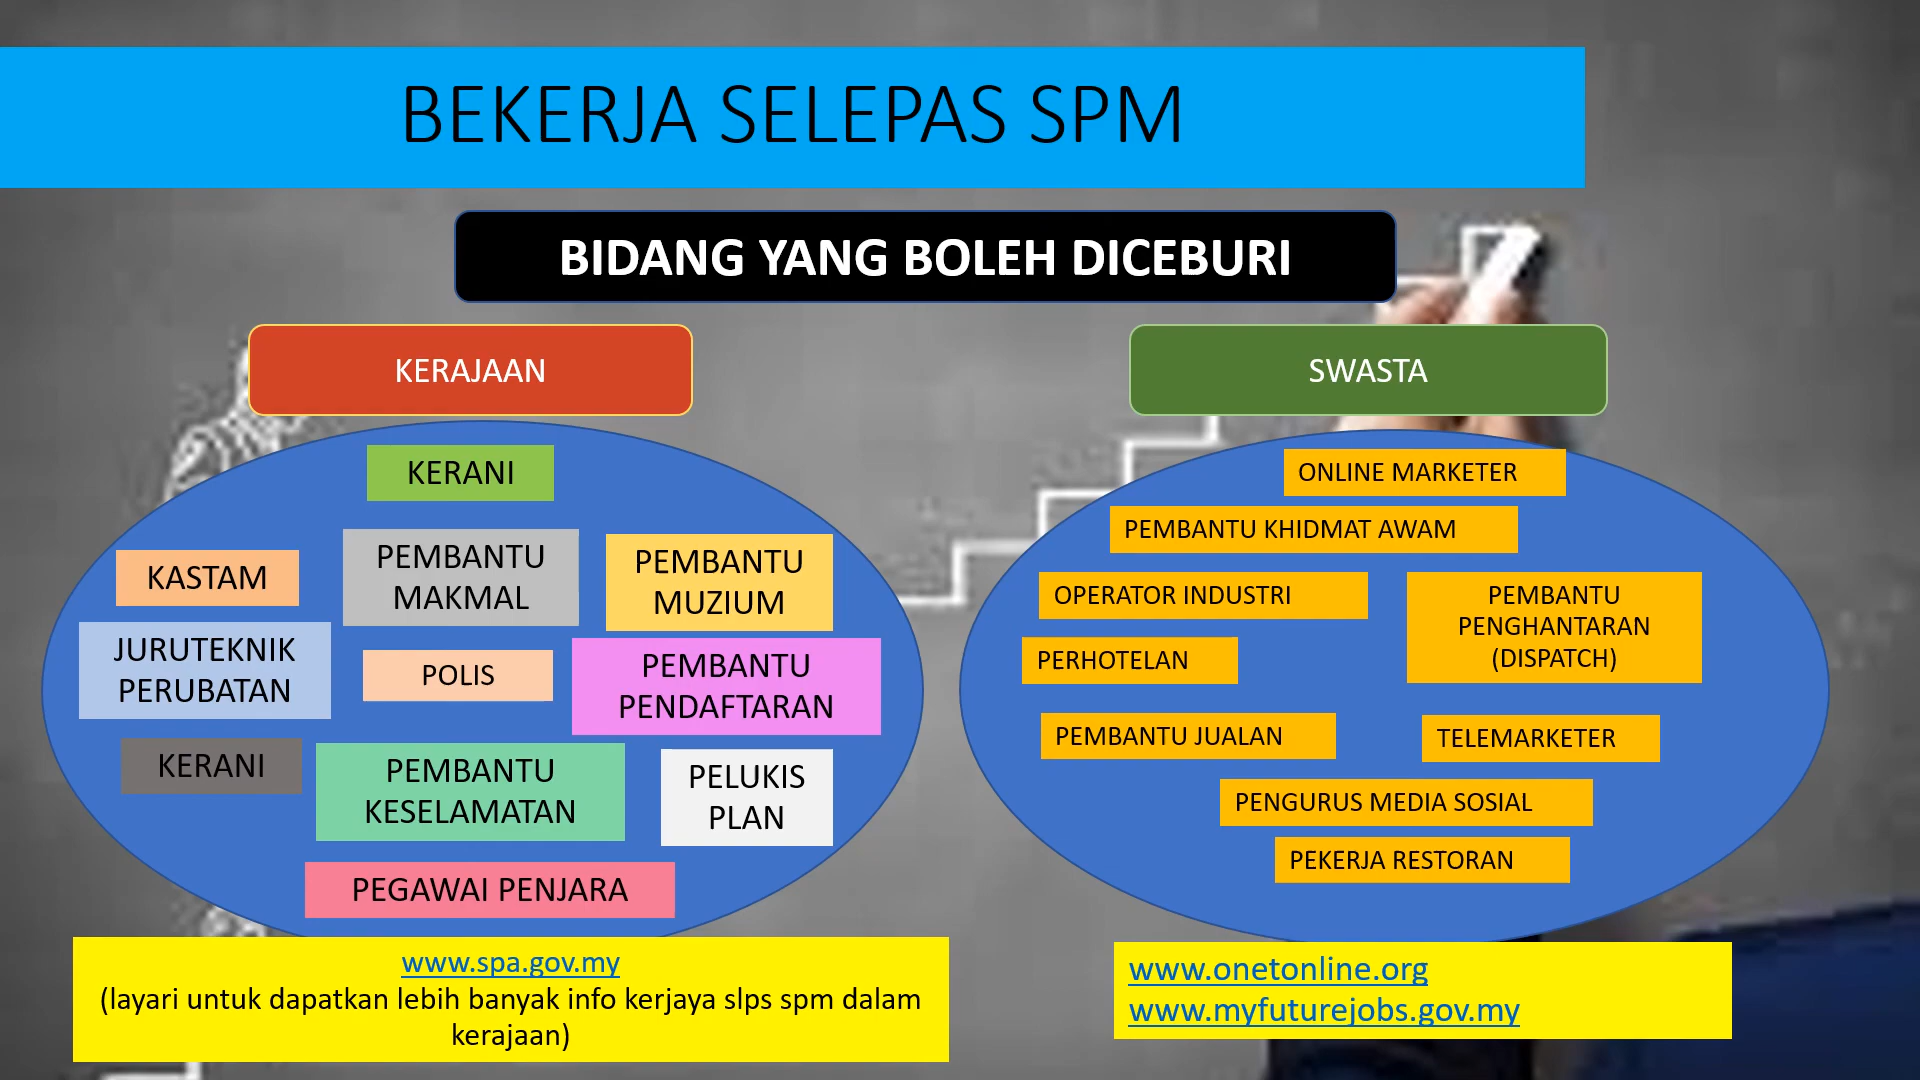 BEKERJA SELEPAS SPM
BIDANG YANG BOLEH DICEBURI
KERAJAAN
KERANI
KASTAM
PEMBANTU
MAKMAL
PEMBANTU
MUZIUM
JURUTEKNIK
PERUBATAN
POLIS
PEMBANTU
PENDAFTARAN
KERANI
PEMBANTU
KESELAMATAN
PELUKIS
PLAN
PEGAWAI PENJARA
www.spa.gov.my
(layari untuk dapatkan lebih banyak info kerjaya slps spm dalam
kerajaan)
SWASTA
ONLINE MARKETER
PEMBANTU KHIDMAT AWAM
OPERATOR INDUSTRI
PEMBANTU
PENGHANTARAN
(DISPATCH)
PERHOTELAN
PEMBANTU JUALAN
TELEMARKETER
PENGURUS MEDIA SOSIAL
PEKERJA RESTORAN
www.onetonline.org
www.myfuturejobs.gov.my